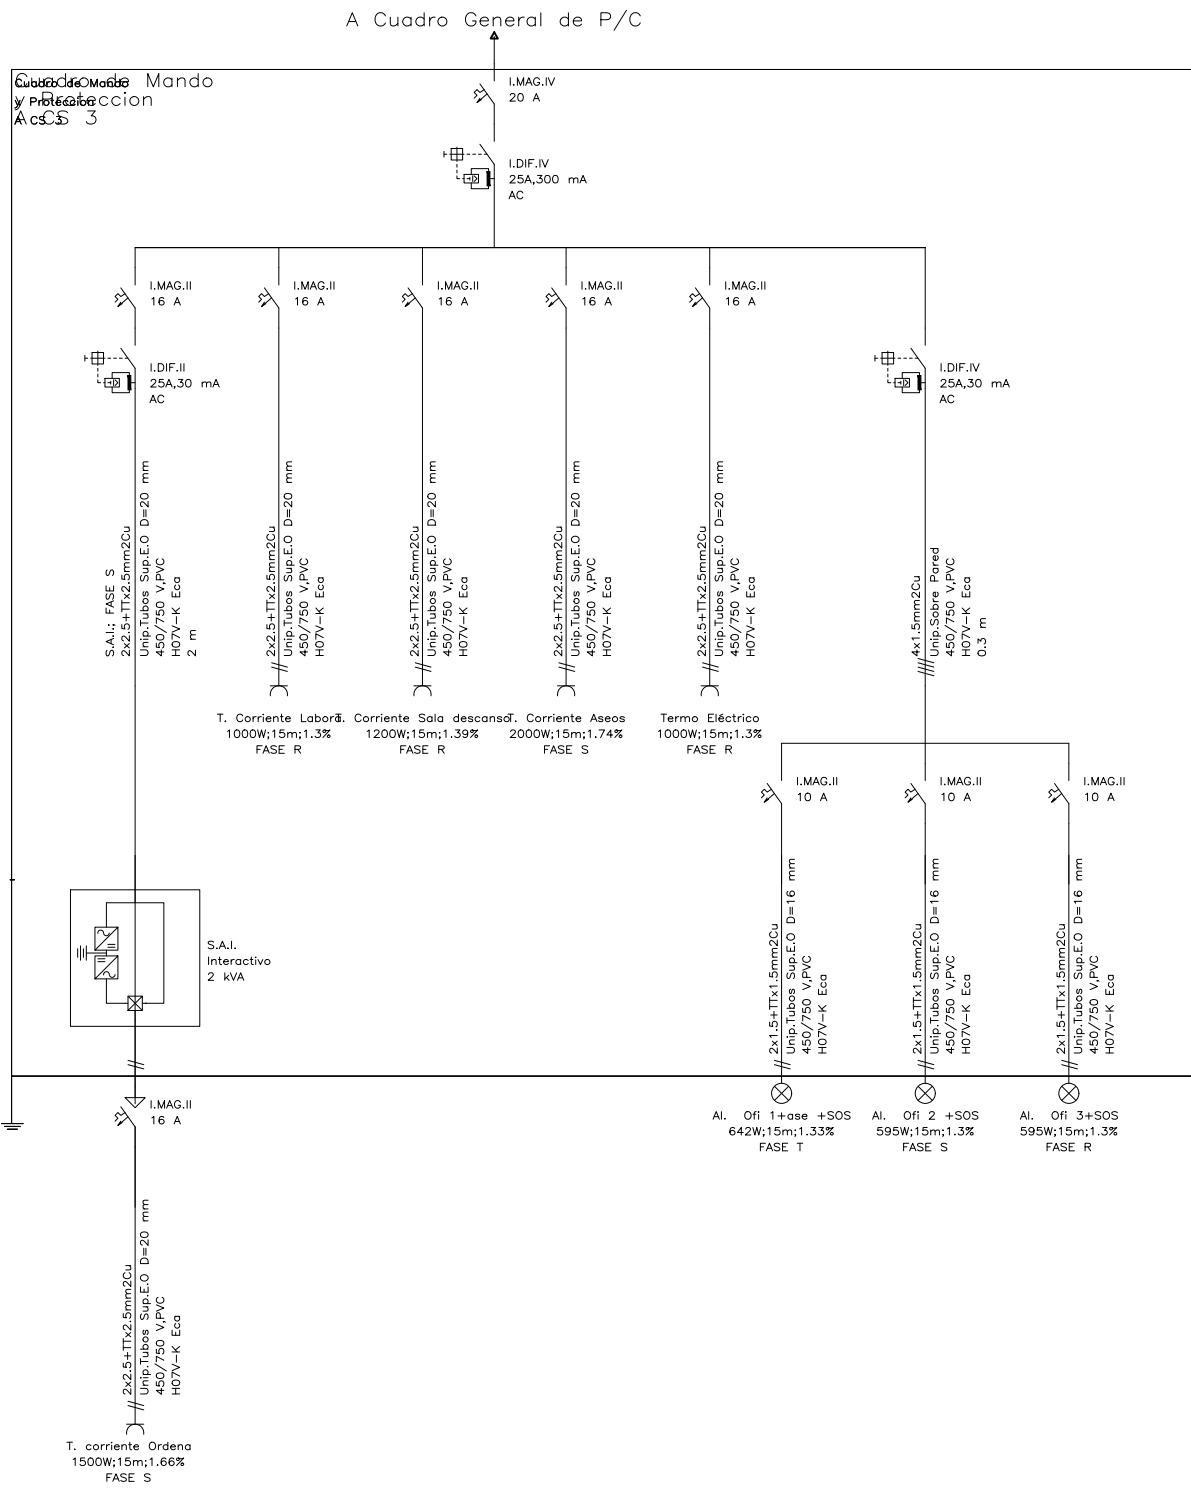 A Cuadro General de P/C
Cuadro de Mando
y Proteccion
A CS 3
Cuadro de Mando
y Proteccion
A CS 3
I.MAG.IV
20 A
I.DIF.IV
25A,300 mA
AC
I.MAG.II
16 A
I.MAG.II
16 A
I.MAG.II
16 A
I.MAG.II
16 A
I.MAG.II
16 A
I.DIF.II
25A,30 mA
AC
I.DIF.IV
25A,30 mA
AC
S.A.I.; FASE S
2x2.5+TTx2.5mm2Cu
Unip.Tubos Sup.E.O D=20 mm
450/750 V,PVC
H07V-K Eca
2 m
2x2.5+TTx2.5mm2Cu
Unip.Tubos Sup.E.O D=20 mm
450/750 V,PVC
H07V-K Eca
2x2.5+TTx2.5mm2Cu
Unip.Tubos Sup.E.O D=20 mm
450/750 V,PVC
H07V-K Eca
2x2.5+TTx2.5mm2Cu
Unip.Tubos Sup.E.O D=20 mm
450/750 V,PVC
H07V-K Eca
2x2.5+TTx2.5mm2Cu
Unip.Tubos Sup.E.O D=20 mm
450/750 V,PVC
H07V-K Eca
4x1.5mm2Cu
Unip.Sobre Pared
450/750 V,PVC
H07V-K Eca
0.3 m
T. Corriente Labora
1000W;15m;1.3%
FASE R
T. Corriente Sala descanso
1200W;15m;1.39%
FASE R
T. Corriente Aseos
2000W;15m;1.74%
FASE S
Termo Eléctrico
1000W;15m;1.3%
FASE R
I.MAG.II
10 A
I.MAG.II
10 A
I.MAG.II
10 A
S.A.I.
Interactivo
2 kVA
2x1.5+TTx1.5mm2Cu
Unip.Tubos Sup.E.O D=16 mm
450/750 V,PVC
H07V-K Eca
2x1.5+TTx1.5mm2Cu
Unip.Tubos Sup.E.O D=16 mm
450/750 V,PVC
H07V-K Eca
2x1.5+TTx1.5mm2Cu
Unip.Tubos Sup.E.O D=16 mm
450/750 V,PVC
H07V-K Eca
I.MAG.II
16 A
Al. Ofi 1+ase +SOS
642W;15m;1.33%
FASE T
Al. Ofi 2 +SOS
595W;15m;1.3%
FASE S
Al. Ofi 3+SOS
595W;15m;1.3%
FASE R
2x2.5+TTx2.5mm2Cu
Unip.Tubos Sup.E.O D=20 mm
450/750 V,PVC
H07V-K Eca
T. corriente Ordena
1500W;15m;1.66%
FASE S